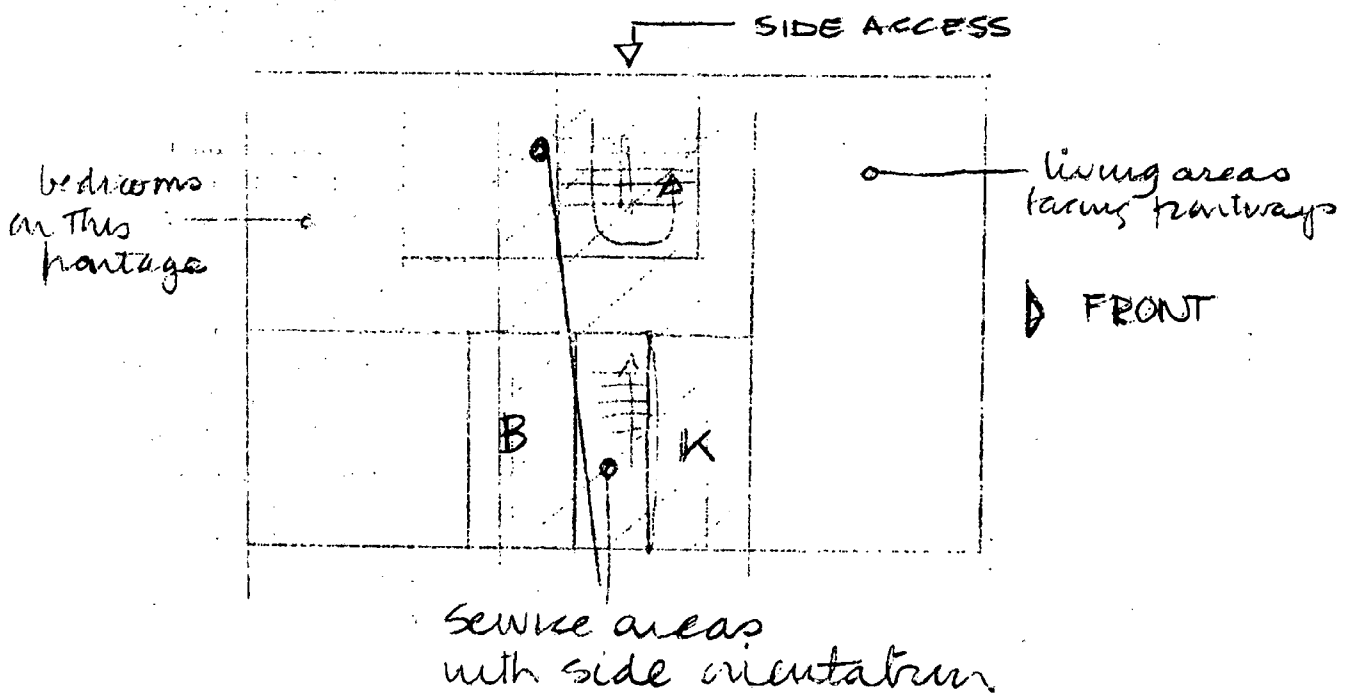 SIDE ACCESS
bedrooms
on this
frontage
living areas
facing frontways
FRONT
B
K
Service areas
with side orientation